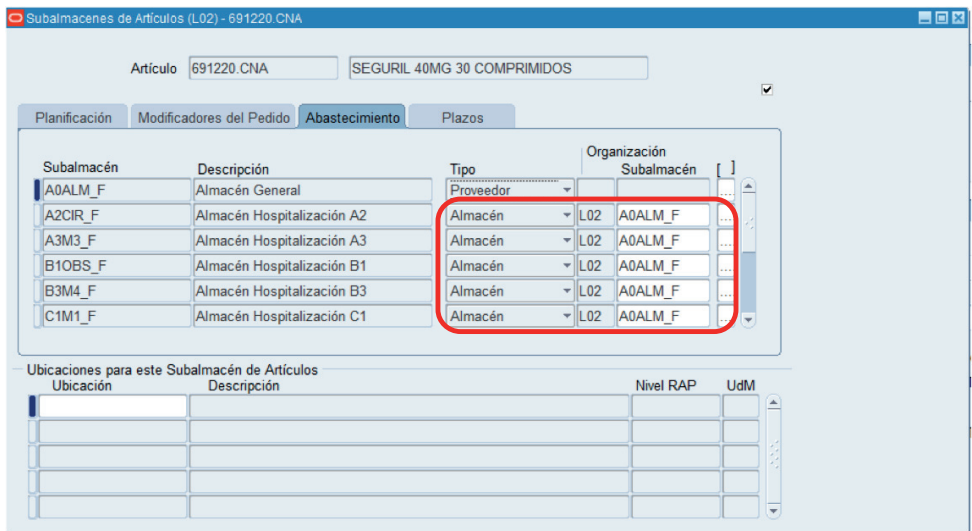 Subalmacenes de Artículos (L02) - 691220.CNA
Artículo 691220.CNA SEGURIL 40MG 30 COMPRIMIDOS
Planificación Modificadores del Pedido Abastecimiento Plazos
Organización
Subalmacén Descripción Tipo Subalmacén [ ]
A0ALM_F Almacén General Proveedor ...
A2CIR_F Almacén Hospitalización A2 Almacén L02 A0ALM_F ...
A3M3_F Almacén Hospitalización A3 Almacén L02 A0ALM_F ...
B1OBS_F Almacén Hospitalización B1 Almacén L02 A0ALM_F ...
B3M4_F Almacén Hospitalización B3 Almacén L02 A0ALM_F ...
C1M1_F Almacén Hospitalización C1 Almacén L02 A0ALM_F ...
Ubicaciones para este Subalmacén de Artículos
Ubicación Descripción Nivel RAP UdM